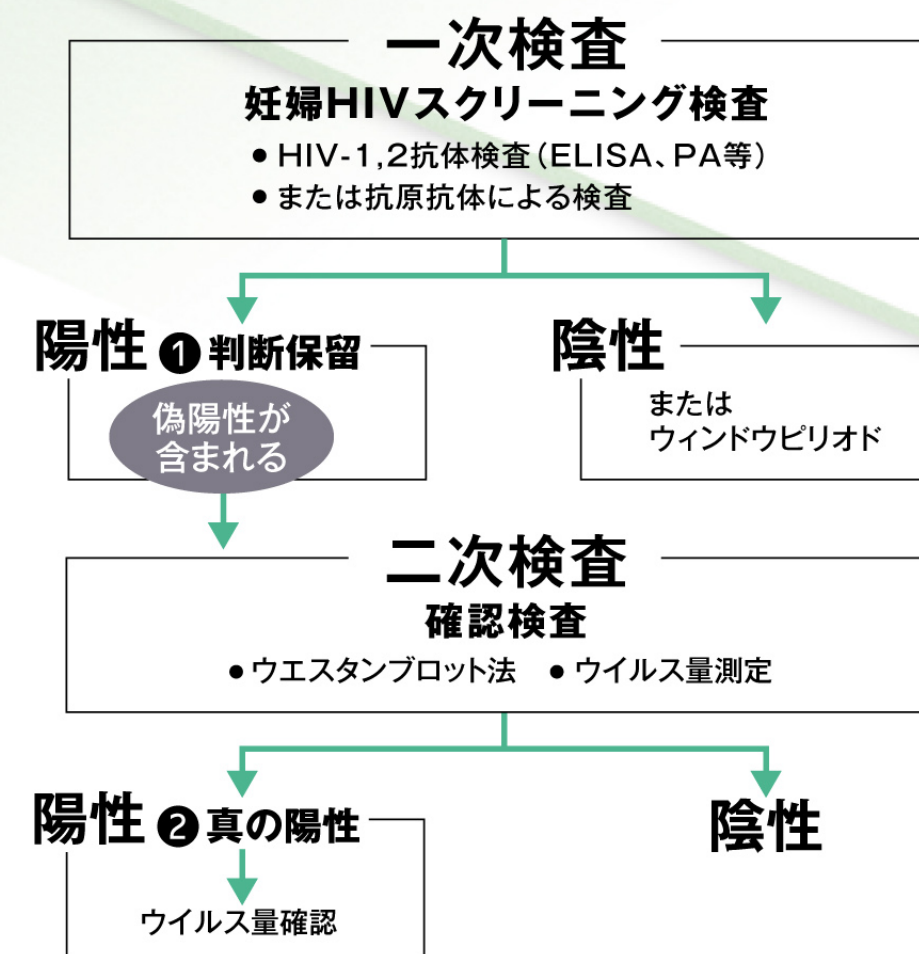 一次検査
妊婦HIVスクリーニング検査
● HIV-1,2抗体検査（ELISA、PA等）
● または抗原抗体による検査
陽性 ❶ 判断保留
偽陽性が
含まれる
陰性
または
ウィンドウピリオド
二次検査
確認検査
● ウエスタンブロット法 ● ウイルス量測定
陽性 ❷ 真の陽性
ウイルス量確認
陰性